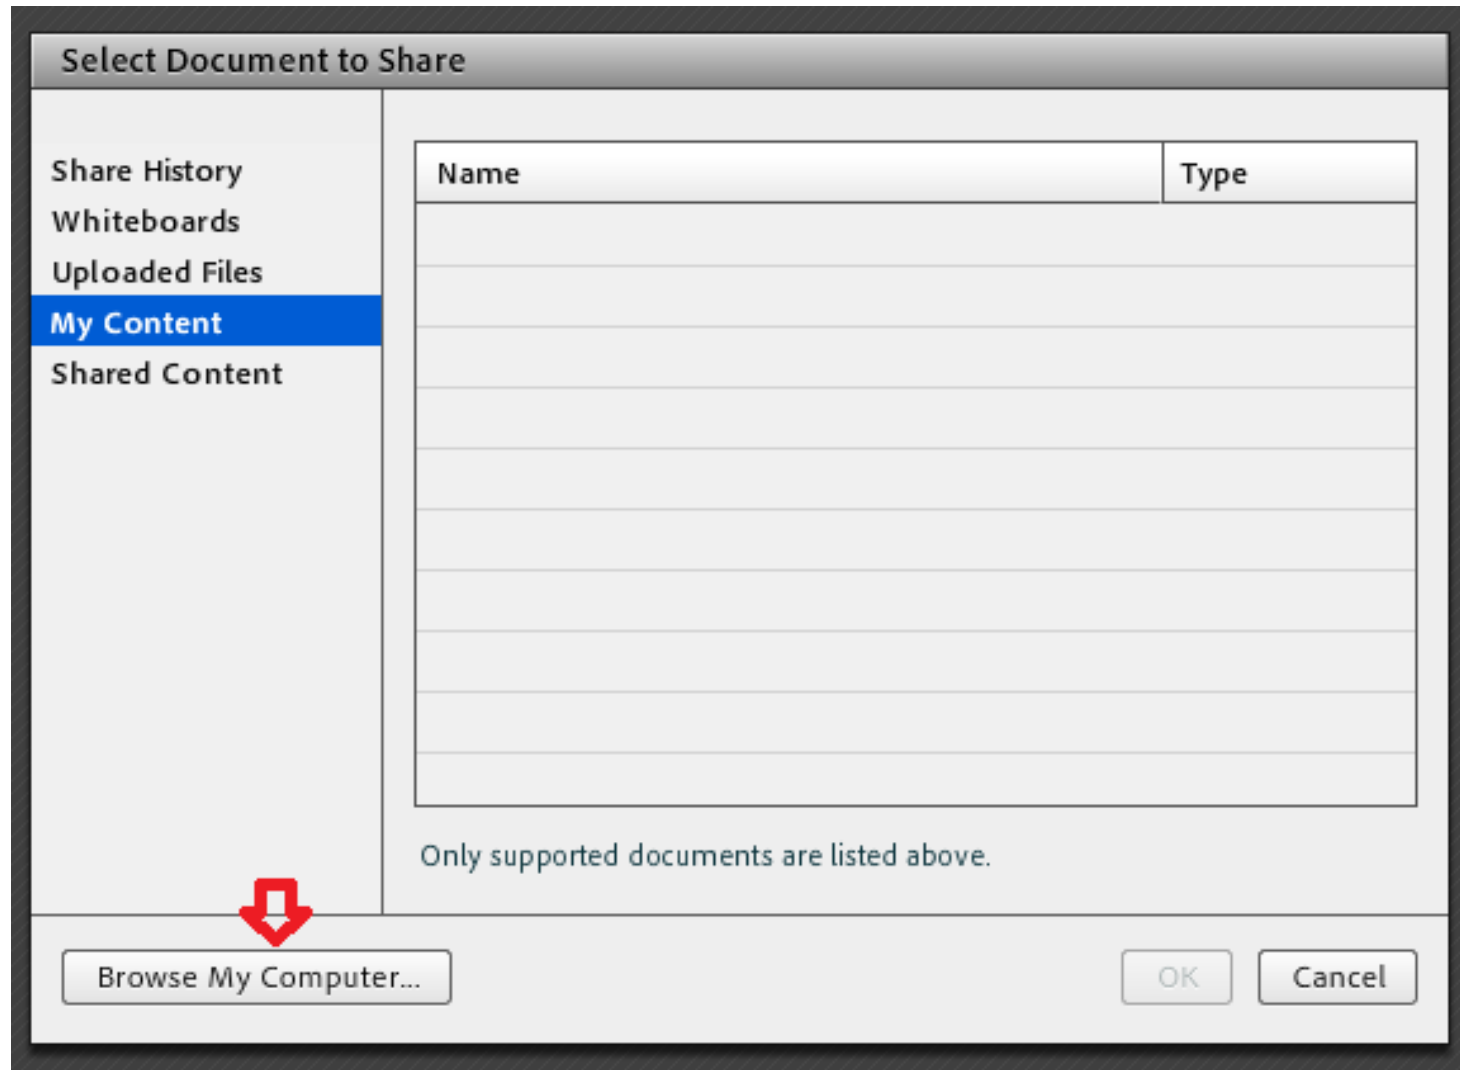 Select Document to Share
Share History
Whiteboards
Uploaded Files
My Content
Shared Content
Name
Type
Only supported documents are listed above.
Browse My Computer...
OK
Cancel